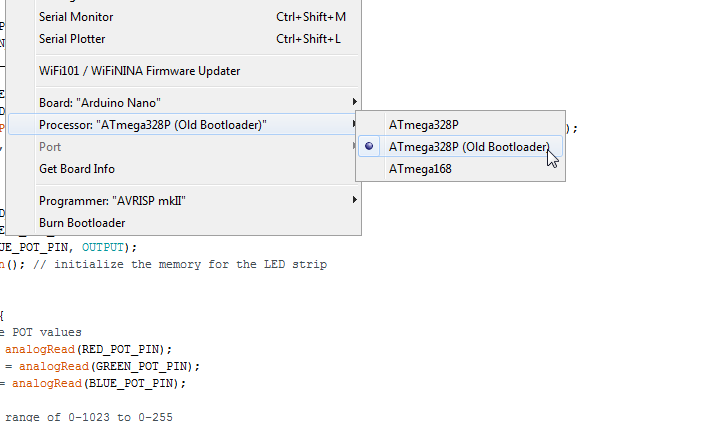 Serial Monitor Ctrl+Shift+M
Serial Plotter Ctrl+Shift+L
WiFi101 / WiFiNINA Firmware Updater
Board: "Arduino Nano"
Processor: "ATmega328P (Old Bootloader)"
ATmega328P
);
ATmega328P (Old Bootloader)
Port
ATmega168
Get Board Info
Programmer: "AVRISP mkII"
Burn Bootloader
UE_POT_PIN, OUTPUT);
n(); // initialize the memory for the LED strip
{
e POT values
analogRead(RED_POT_PIN);
= analogRead(GREEN_POT_PIN);
= analogRead(BLUE_POT_PIN);
range of 0-1023 to 0-255